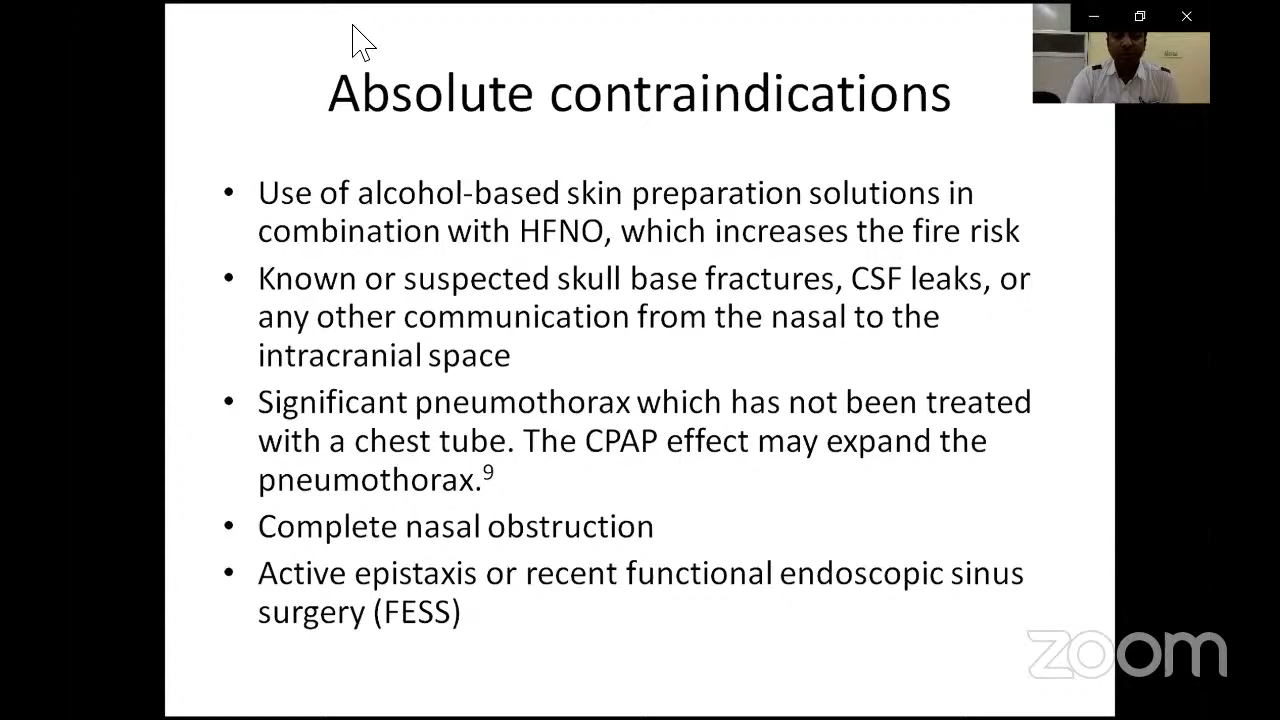 Absolute contraindications
• Use of alcohol-based skin preparation solutions in
combination with HFNO, which increases the fire risk
• Known or suspected skull base fractures, CSF leaks, or
any other communication from the nasal to the
intracranial space
• Significant pneumothorax which has not been treated
with a chest tube. The CPAP effect may expand the
pneumothorax.⁹
• Complete nasal obstruction
• Active epistaxis or recent functional endoscopic sinus
surgery (FESS)
zoom